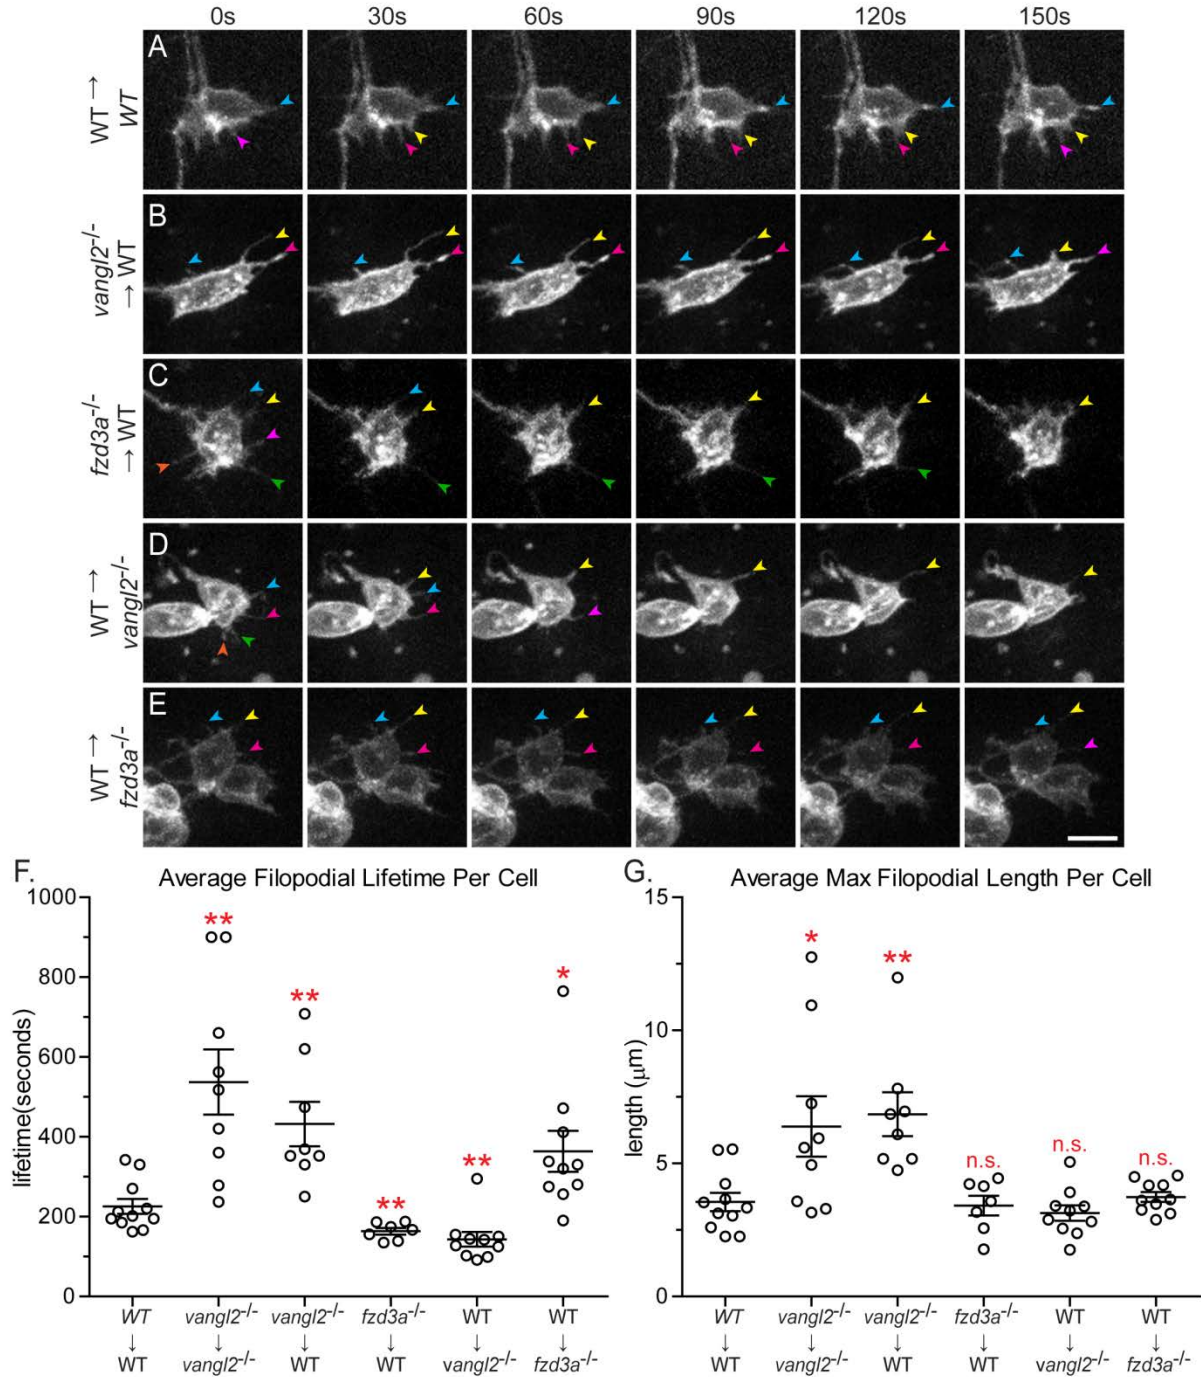 0s 30s 60s 90s 120s 150s
A
WT →
WT
B
vangl2-/-
→ WT
C
fzd3a-/-
→ WT
D
WT →
vangl2-/-
E
WT →
fzd3a-/-
F. Average Filopodial Lifetime Per Cell
lifetime(seconds)
1000
800
600
400
200
0
** ** ** ** *
WT vangl2-/- vangl2-/- fzd3a-/- WT WT
↓ ↓ ↓ ↓ ↓ ↓
WT vangl2-/- WT WT vangl2-/- fzd3a-/-
G. Average Max Filopodial Length Per Cell
length (μm)
15
10
5
0
* ** n.s. n.s. n.s.
WT vangl2-/- vangl2-/- fzd3a-/- WT WT
↓ ↓ ↓ ↓ ↓ ↓
WT vangl2-/- WT WT vangl2-/- fzd3a-/-